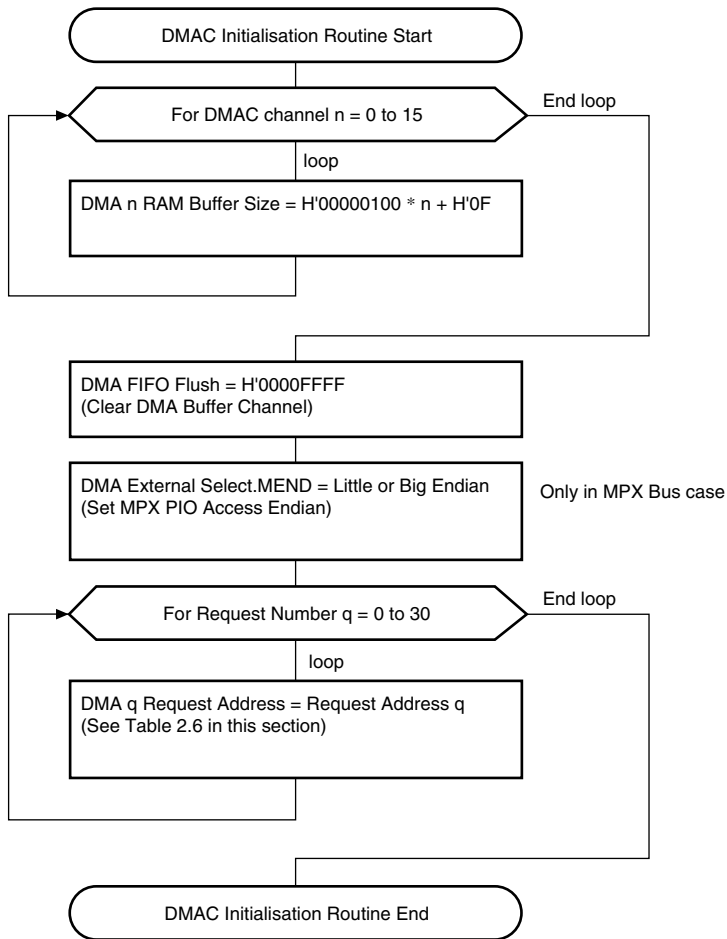 DMAC Initialisation Routine Start
For DMAC channel n = 0 to 15
End loop
loop
DMA n RAM Buffer Size = H'00000100 * n + H'0F
DMA FIFO Flush = H'0000FFFF
(Clear DMA Buffer Channel)
DMA External Select.MEND = Little or Big Endian
(Set MPX PIO Access Endian)
Only in MPX Bus case
For Request Number q = 0 to 30
End loop
loop
DMA q Request Address = Request Address q
(See Table 2.6 in this section)
DMAC Initialisation Routine End